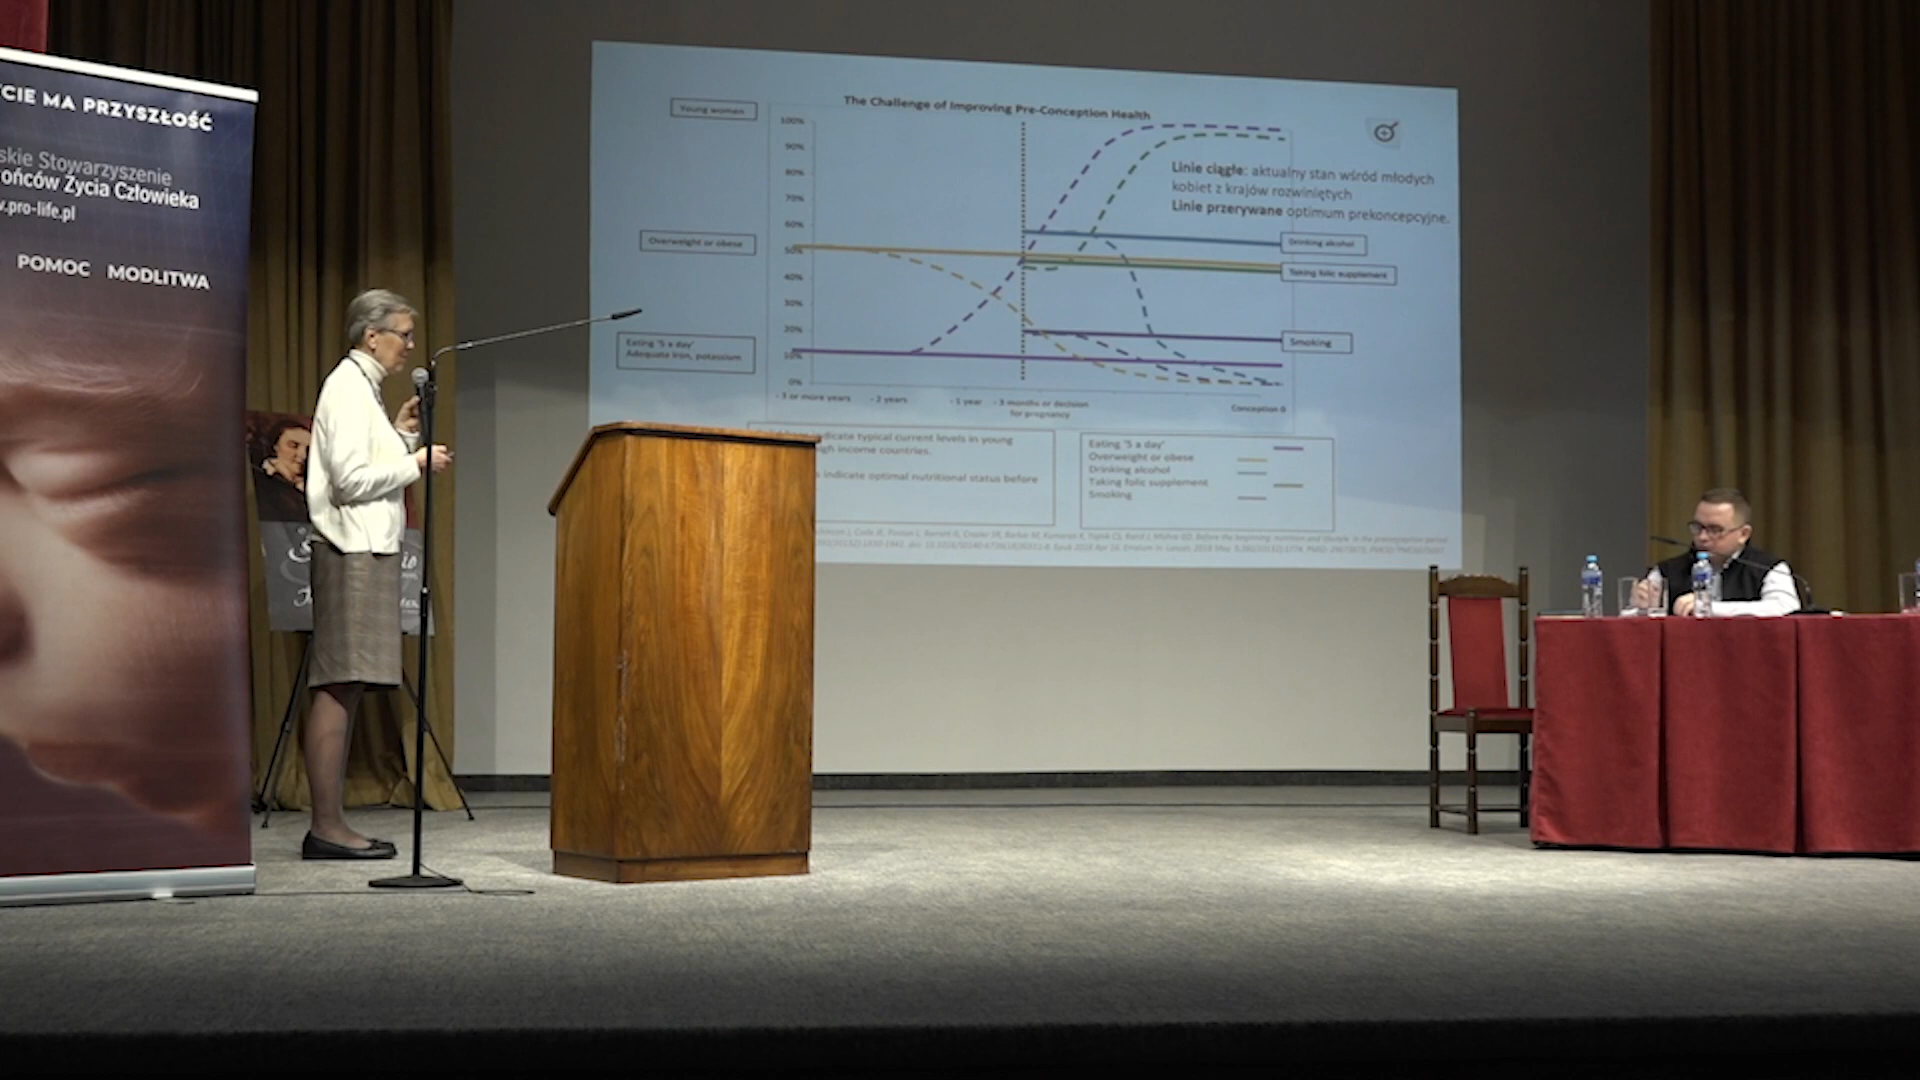 CIE MA PRZYSZŁOŚĆ
skie Stowarzyszenie
ońców Życia Człowieka
.pro-life.pl
POMOC MODLITWA
The Challenge of Improving Pre-Conception Health
Young women
100%
90%
80%
70%
60%
50%
40%
30%
20%
10%
0%
Overweight or obese
Eating '5 a day'
Adequate iron, potassium
Linie ciągłe: aktualny stan wśród młodych
kobiet z krajów rozwiniętych
Linie przerywane optimum prekoncepcyjne.
Drinking alcohol
Taking folic supplement
Smoking
- 3 or more years
- 2 years
- 1 year
- 3 months or decision
for pregnancy
Conception 0
indicate typical current levels in young
igh income countries.
indicate optimal nutritional status before
Eating '5 a day'
Overweight or obese
Drinking alcohol
Taking folic supplement
Smoking